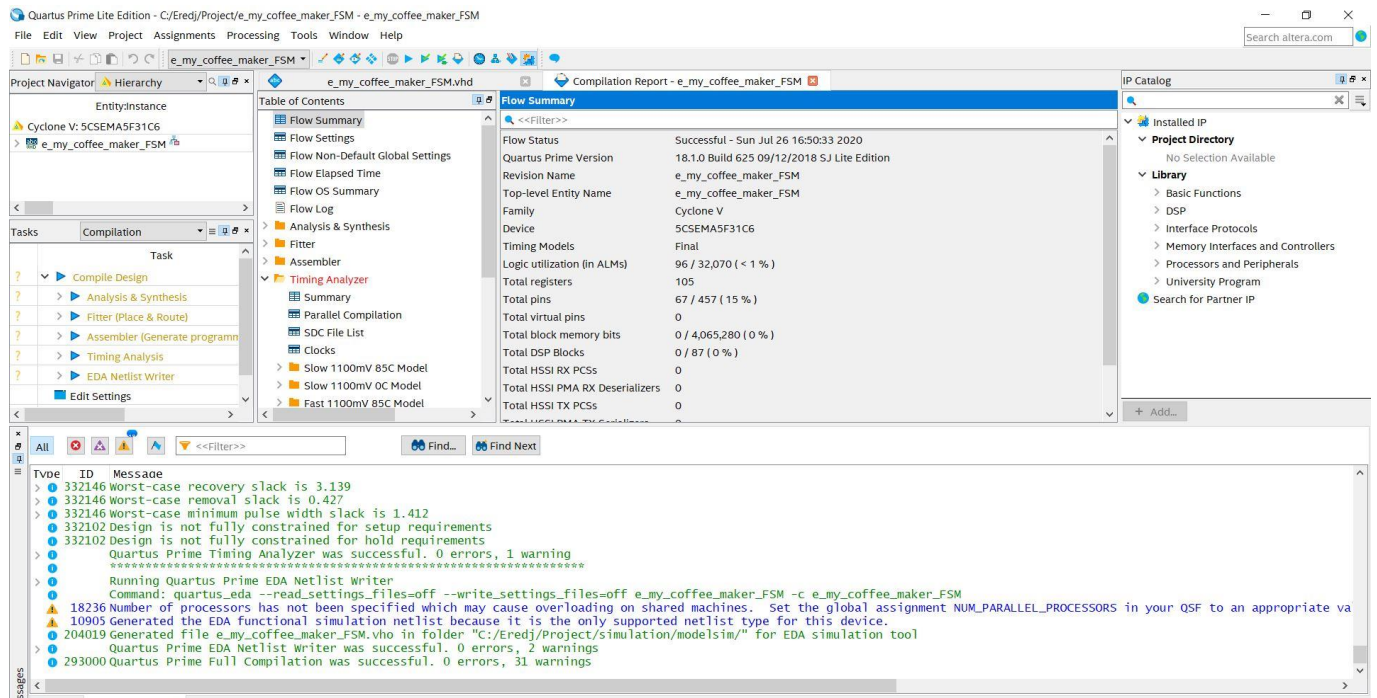 Quartus Prime Lite Edition - C:/Eredj/Project/e_my_coffee_maker_FSM - e_my_coffee_maker_FSM
File Edit View Project Assignments Processing Tools Window Help
Search altera.com
e_my_coffee_maker_FSM
Project Navigator Hierarchy
Entity:Instance
Cyclone V: 5CSEMA5F31C6
e_my_coffee_maker_FSM
Tasks Compilation
Task
Compile Design
Analysis & Synthesis
Fitter (Place & Route)
Assembler (Generate programn
Timing Analysis
EDA Netlist Writer
Edit Settings
e_my_coffee_maker_FSM.vhd
Compilation Report - e_my_coffee_maker_FSM
Table of Contents
Flow Summary
Flow Settings
Flow Non-Default Global Settings
Flow Elapsed Time
Flow OS Summary
Flow Log
Analysis & Synthesis
Fitter
Assembler
Timing Analyzer
Summary
Parallel Compilation
SDC File List
Clocks
Slow 1100mV 85C Model
Slow 1100mV 0C Model
Fast 1100mV 85C Model
Flow Summary
<<Filter>>
Flow Status Successful - Sun Jul 26 16:50:33 2020
Quartus Prime Version 18.1.0 Build 625 09/12/2018 SJ Lite Edition
Revision Name e_my_coffee_maker_FSM
Top-level Entity Name e_my_coffee_maker_FSM
Family Cyclone V
Device 5CSEMA5F31C6
Timing Models Final
Logic utilization (in ALMs) 96 / 32,070 ( < 1 % )
Total registers 105
Total pins 67 / 457 ( 15 % )
Total virtual pins 0
Total block memory bits 0 / 4,065,280 ( 0 % )
Total DSP Blocks 0 / 87 ( 0 % )
Total HSSI RX PCSs 0
Total HSSI PMA RX Deserializers 0
Total HSSI TX PCSs 0
Total HSSI PMA TX Serializers 0
IP Catalog
Installed IP
Project Directory
No Selection Available
Library
Basic Functions
DSP
Interface Protocols
Memory Interfaces and Controllers
Processors and Peripherals
University Program
Search for Partner IP
+ Add...
All <<Filter>> Find... Find Next
Type ID Message
332146 Worst-case recovery slack is 3.139
332146 Worst-case removal slack is 0.427
332146 Worst-case minimum pulse width slack is 1.412
332102 Design is not fully constrained for setup requirements
332102 Design is not fully constrained for hold requirements
Quartus Prime Timing Analyzer was successful. 0 errors, 1 warning
*******************************************************************
Running Quartus Prime EDA Netlist Writer
Command: quartus_eda --read_settings_files=off --write_settings_files=off e_my_coffee_maker_FSM -c e_my_coffee_maker_FSM
18236 Number of processors has not been specified which may cause overloading on shared machines.  Set the global assignment NUM_PARALLEL_PROCESSORS in your QSF to an appropriate va
10905 Generated the EDA functional simulation netlist because it is the only supported netlist type for this device.
204019 Generated file e_my_coffee_maker_FSM.vho in folder "C:/Eredj/Project/simulation/modelsim/" for EDA simulation tool
Quartus Prime EDA Netlist Writer was successful. 0 errors, 2 warnings
293000 Quartus Prime Full Compilation was successful. 0 errors, 31 warnings